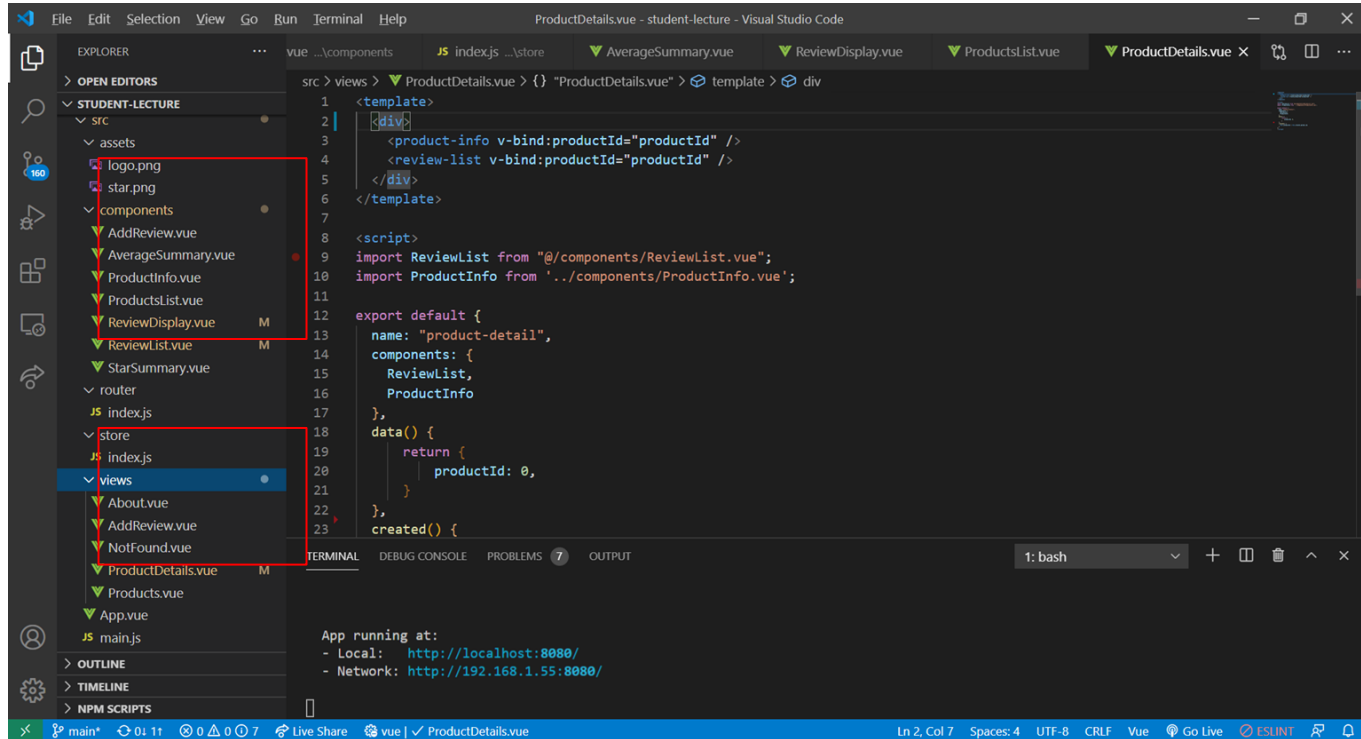 File Edit Selection View Go Run Terminal Help ProductDetails.vue - student-lecture - Visual Studio Code
EXPLORER
vue ...\components JS index.js ...\store AverageSummary.vue ReviewDisplay.vue ProductsList.vue ProductDetails.vue
OPEN EDITORS
STUDENT-LECTURE
src
assets
logo.png
star.png
components
AddReview.vue
AverageSummary.vue
ProductInfo.vue
ProductsList.vue
ReviewDisplay.vue M
ReviewList.vue M
StarSummary.vue
router
JS index.js
store
JS index.js
views
About.vue
AddReview.vue
NotFound.vue
ProductDetails.vue M
Products.vue
App.vue
JS main.js
OUTLINE
TIMELINE
NPM SCRIPTS
160
src > views > ProductDetails.vue > {} "ProductDetails.vue" > template > div
1 <template>
2 <div>
3 <product-info v-bind:productId="productId" />
4 <review-list v-bind:productId="productId" />
5 </div>
6 </template>
7
8 <script>
9 import ReviewList from "@/components/ReviewList.vue";
10 import ProductInfo from '../components/ProductInfo.vue';
11
12 export default {
13 name: "product-detail",
14 components: {
15 ReviewList,
16 ProductInfo
17 },
18 data() {
19 return {
20 productId: 0,
21 }
22 },
23 created() {
TERMINAL DEBUG CONSOLE PROBLEMS 7 OUTPUT 1: bash
App running at:
- Local: http://localhost:8080/
- Network: http://192.168.1.55:8080/
main* 0↓ 1↑ 0 0 7 Live Share vue | ✓ ProductDetails.vue Ln 2, Col 7 Spaces: 4 UTF-8 CRLF Vue Go Live ESLINT